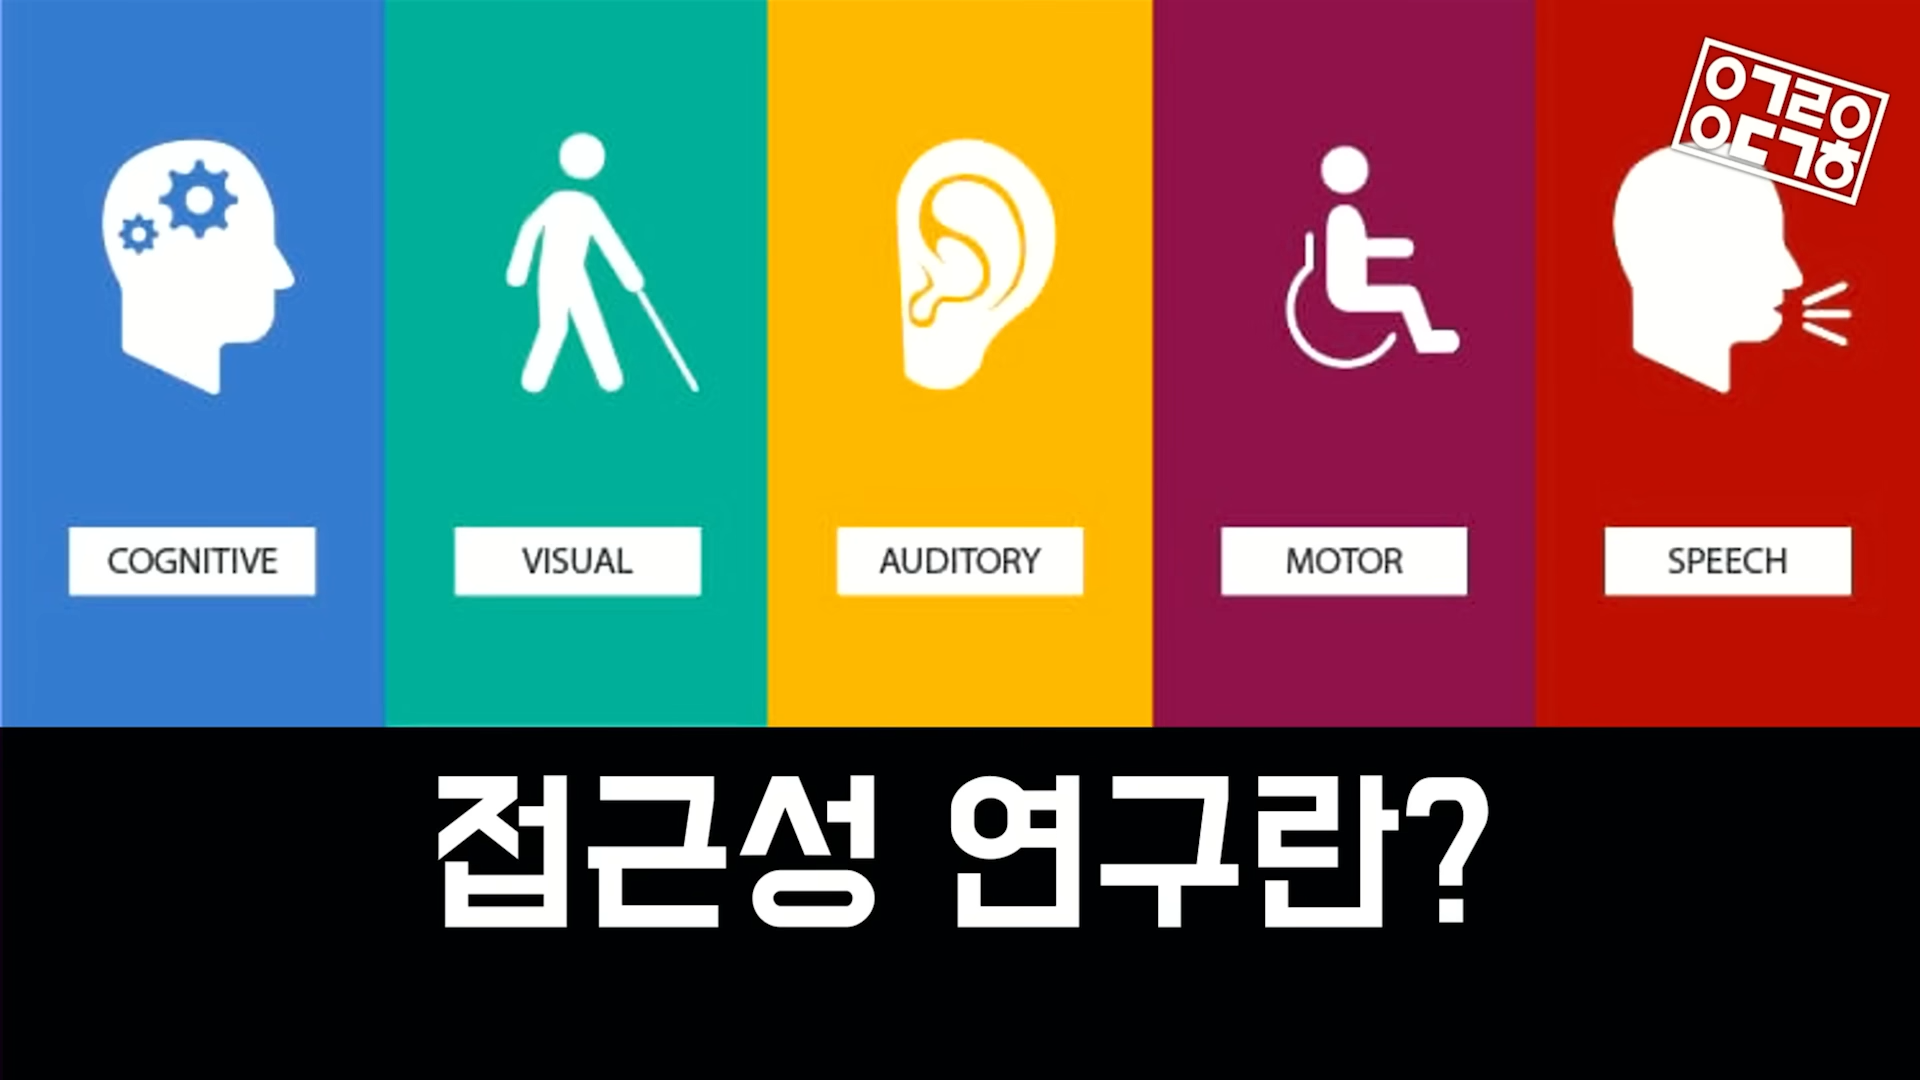 COGNITIVE
VISUAL
AUDITORY
MOTOR
SPEECH
접근성 연구란?